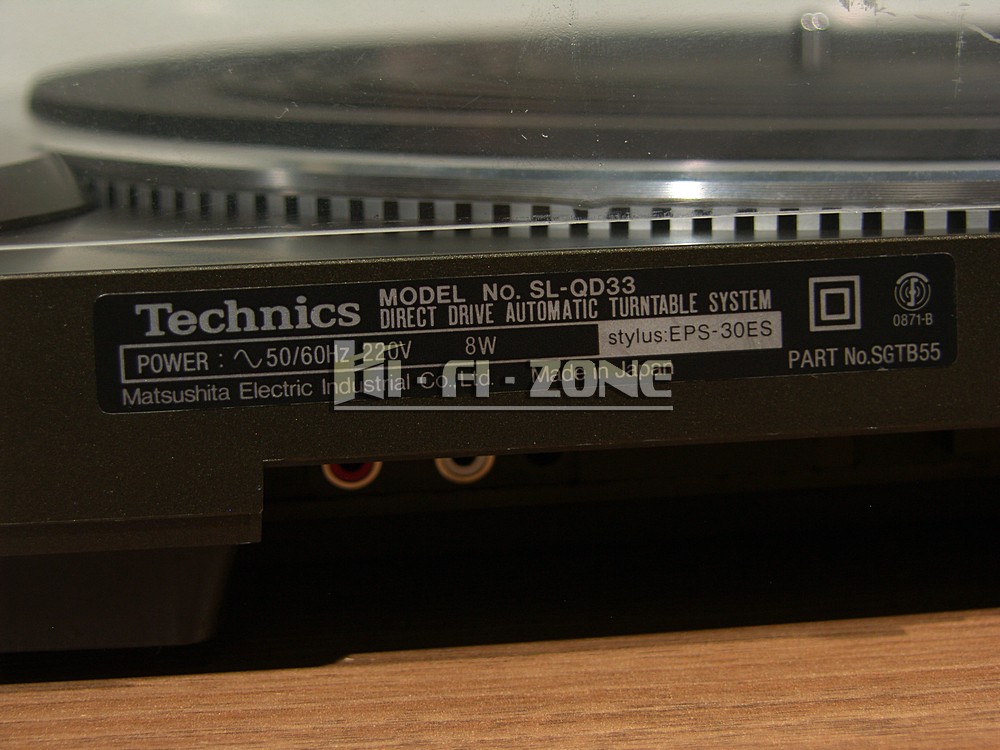 Technics
MODEL No. SL-QD33
DIRECT DRIVE AUTOMATIC TURNTABLE SYSTEM
POWER : ∿50/60Hz 220V 8W
stylus:EPS-30ES
Matsushita Electric Industrial Co., Ltd. Made in Japan
0871-B
PART No.SGTB55
HI-FI-ZONE